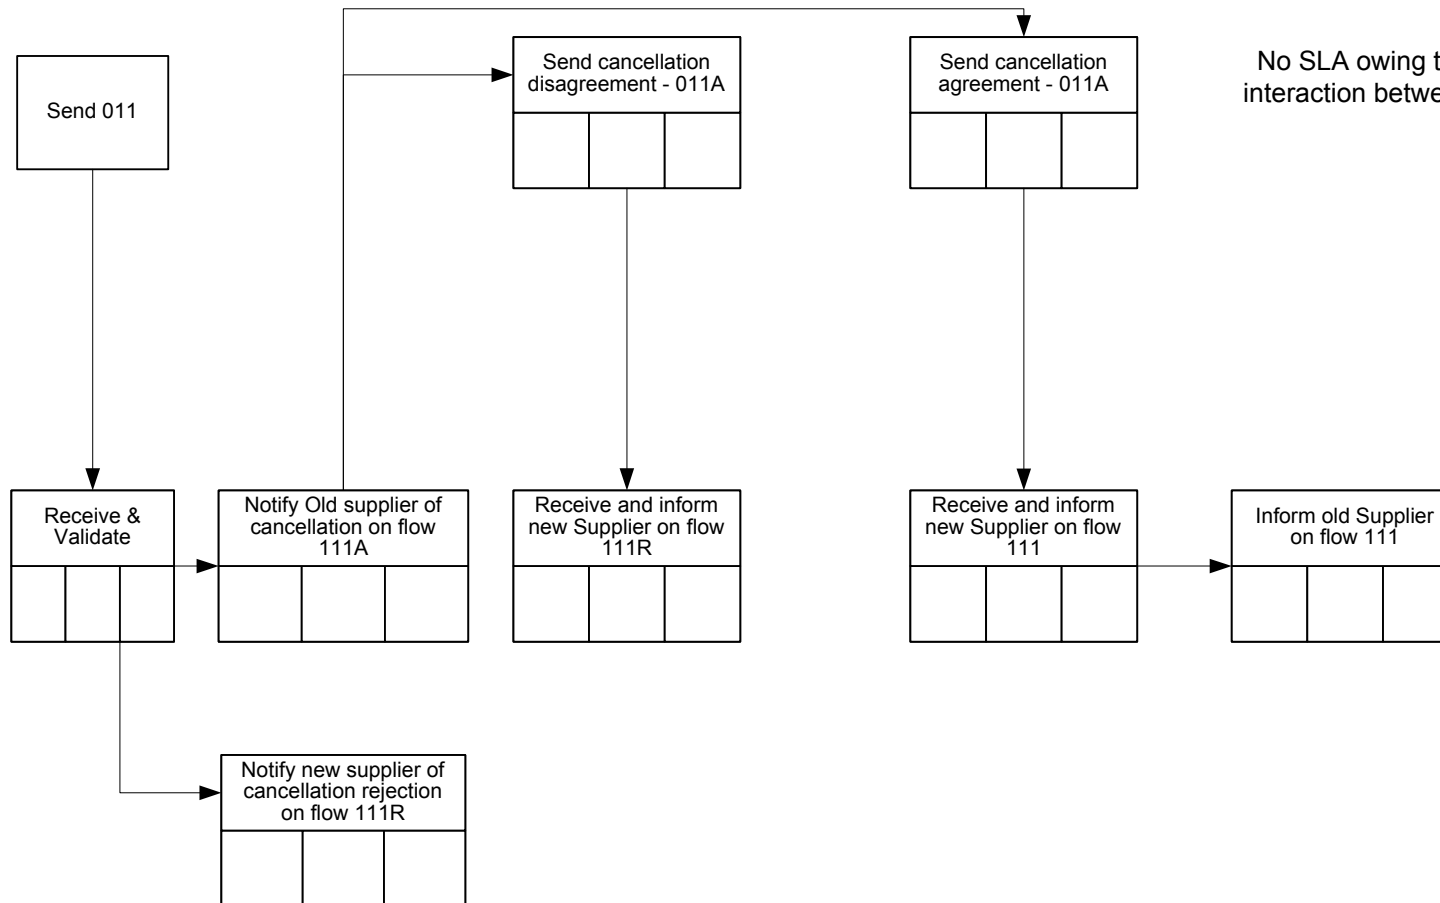 Send 011
Send cancellation
disagreement - 011A
Send cancellation
agreement - 011A
No SLA owing
interaction
Receive &
Validate
Notify Old supplier of
cancellation on flow
111A
Receive and inform
new Supplier on flow
111R
Receive and inform
new Supplier on flow
111
Inform old Supplier
on flow 111
Notify new supplier of
cancellation rejection
on flow 111R